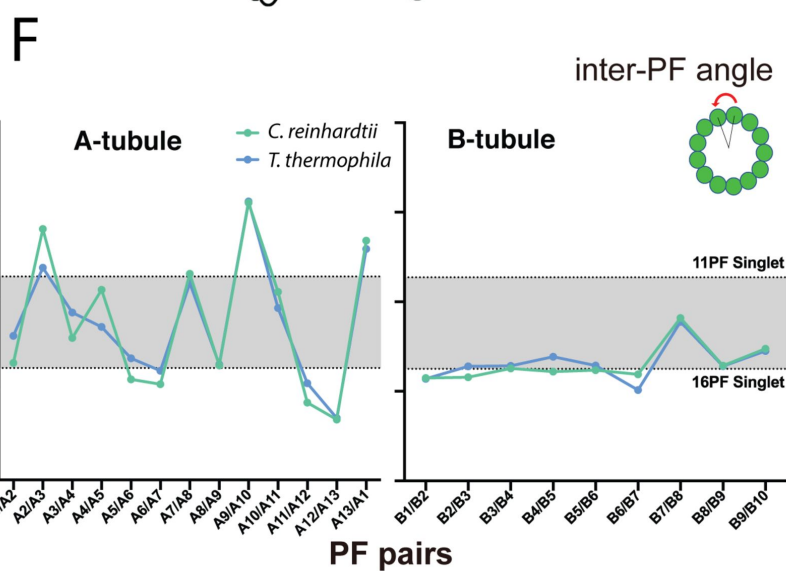 F
inter-PF angle
A-tubule
C. reinhardtii
T. thermophila
B-tubule
11PF Singlet
16PF Singlet
/A2
A2/A3
A3/A4
A4/A5
A5/A6
A6/A7
A7/A8
A8/A9
A9/A10
A10/A11
A11/A12
A12/A13
A13/A1
B1/B2
B2/B3
B3/B4
B4/B5
B5/B6
B6/B7
B7/B8
B8/B9
B9/B10
PF pairs